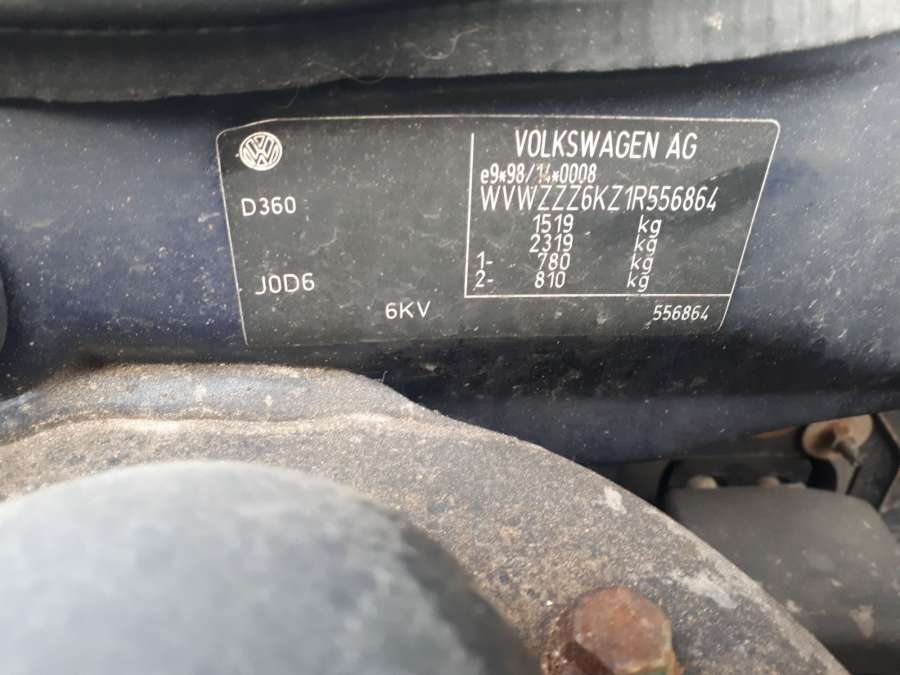 VOLKSWAGEN AG
e9*98/14*0008
D360
WVWZZZ6KZ1R556864
1519 kg
2319 kg
1- 780 kg
2- 810 kg
J0D6
6KV
556864